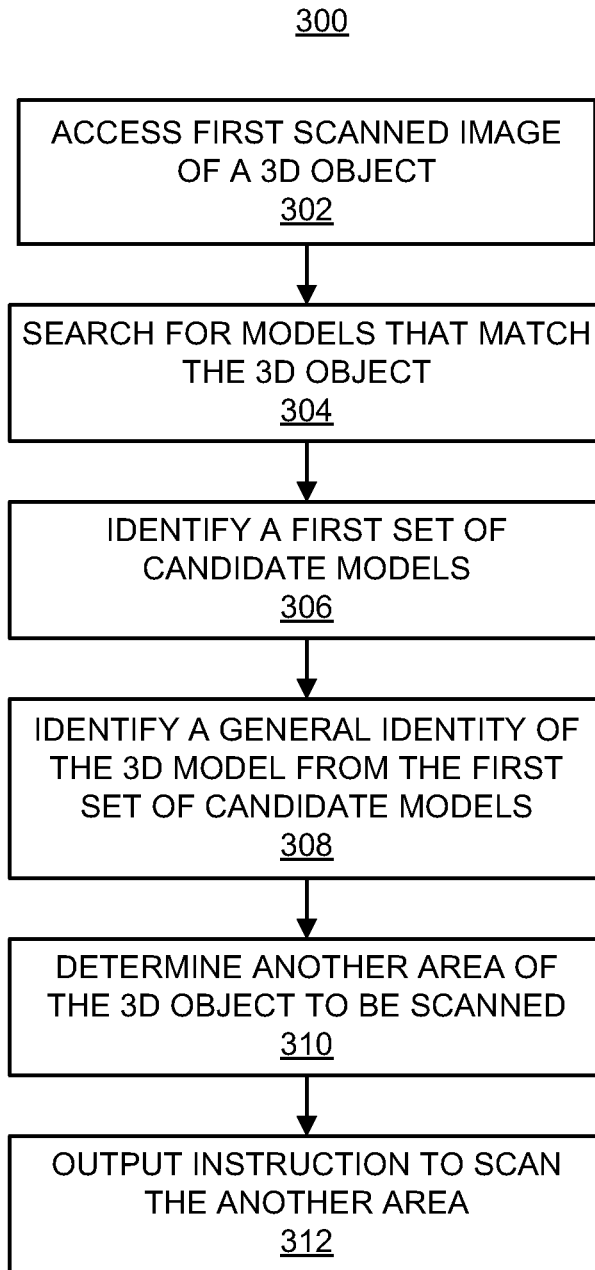 300
ACCESS FIRST SCANNED IMAGE
OF A 3D OBJECT
302
SEARCH FOR MODELS THAT MATCH
THE 3D OBJECT
304
IDENTIFY A FIRST SET OF
CANDIDATE MODELS
306
IDENTIFY A GENERAL IDENTITY OF
THE 3D MODEL FROM THE FIRST
SET OF CANDIDATE MODELS
308
DETERMINE ANOTHER AREA OF
THE 3D OBJECT TO BE SCANNED
310
OUTPUT INSTRUCTION TO SCAN
THE ANOTHER AREA
312